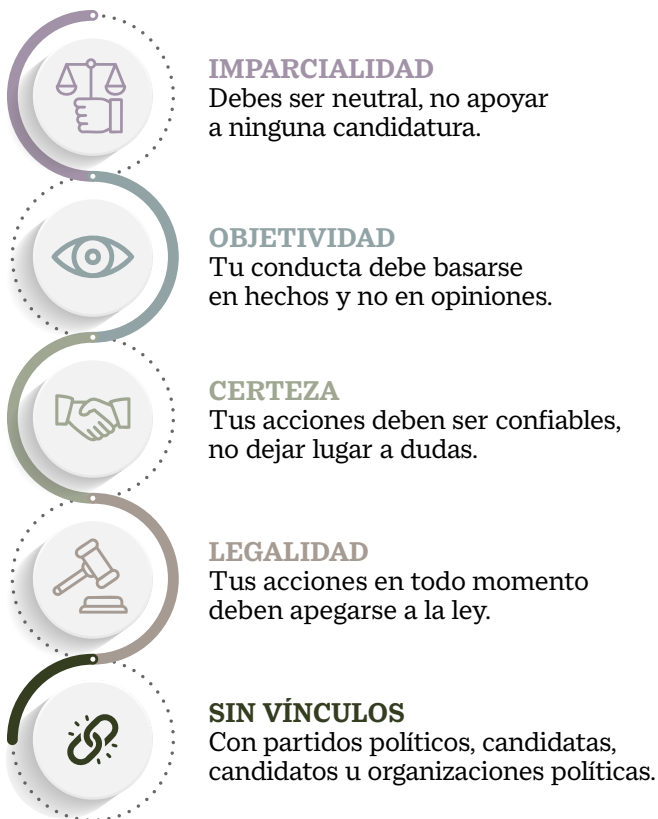 IMPARCIALIDAD
Debes ser neutral, no apoyar
a ninguna candidatura.
OBJETIVIDAD
Tu conducta debe basarse
en hechos y no en opiniones.
CERTEZA
Tus acciones deben ser confiables,
no dejar lugar a dudas.
LEGALIDAD
Tus acciones en todo momento
deben apegarse a la ley.
SIN VÍNCULOS
Con partidos políticos, candidatas,
candidatos u organizaciones políticas.